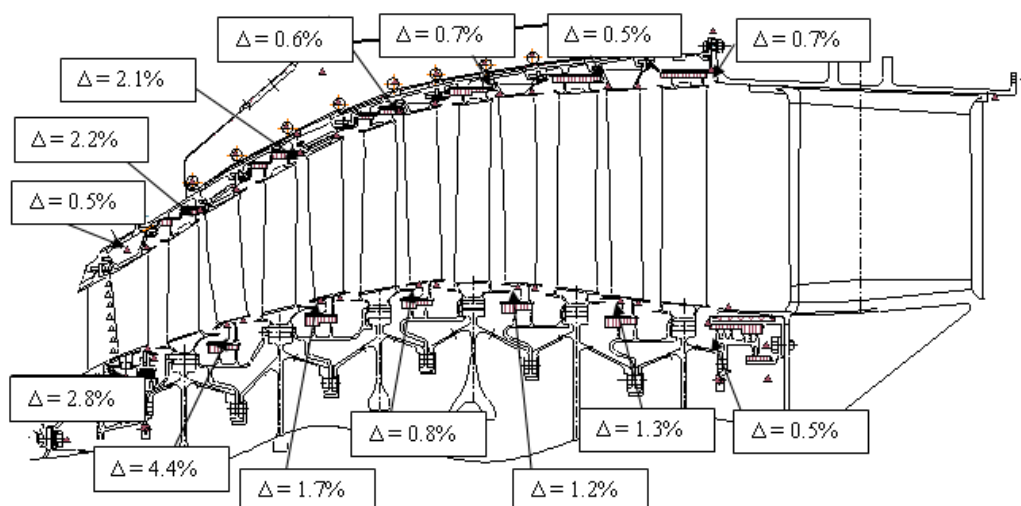 Δ = 0.6%
Δ = 0.7%
Δ = 0.5%
Δ = 0.7%
Δ = 2.1%
Δ = 2.2%
Δ = 0.5%
Δ = 2.8%
Δ = 4.4%
Δ = 1.7%
Δ = 0.8%
Δ = 1.2%
Δ = 1.3%
Δ = 0.5%